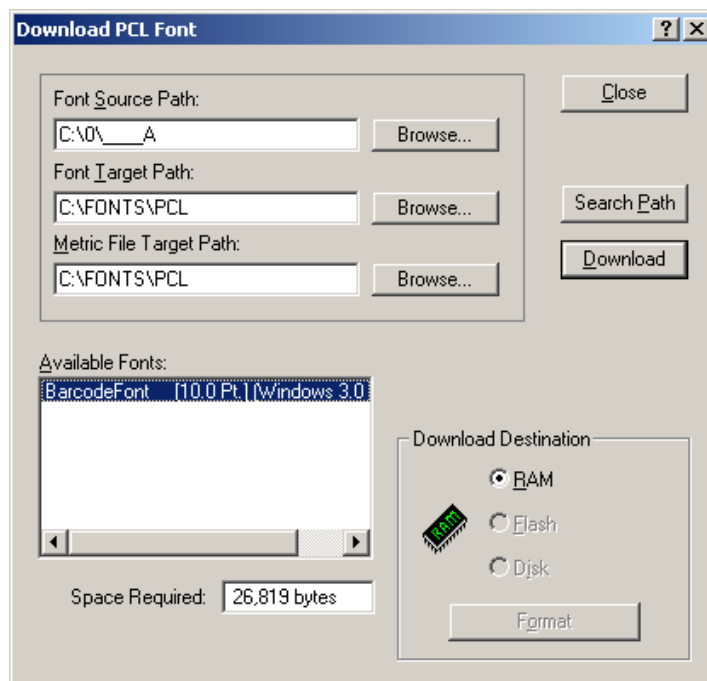 Download PCL Font
Font Source Path:
C:\0\____A
Browse...
Close
Font Target Path:
C:\FONTS\PCL
Browse...
Search Path
Metric File Target Path:
C:\FONTS\PCL
Browse...
Download
Available Fonts:
BarcodeFont [10.0 Pt.] (Windows 3.0
Download Destination
RAM
RAM
Flash
Disk
Format
Space Required: 26,819 bytes